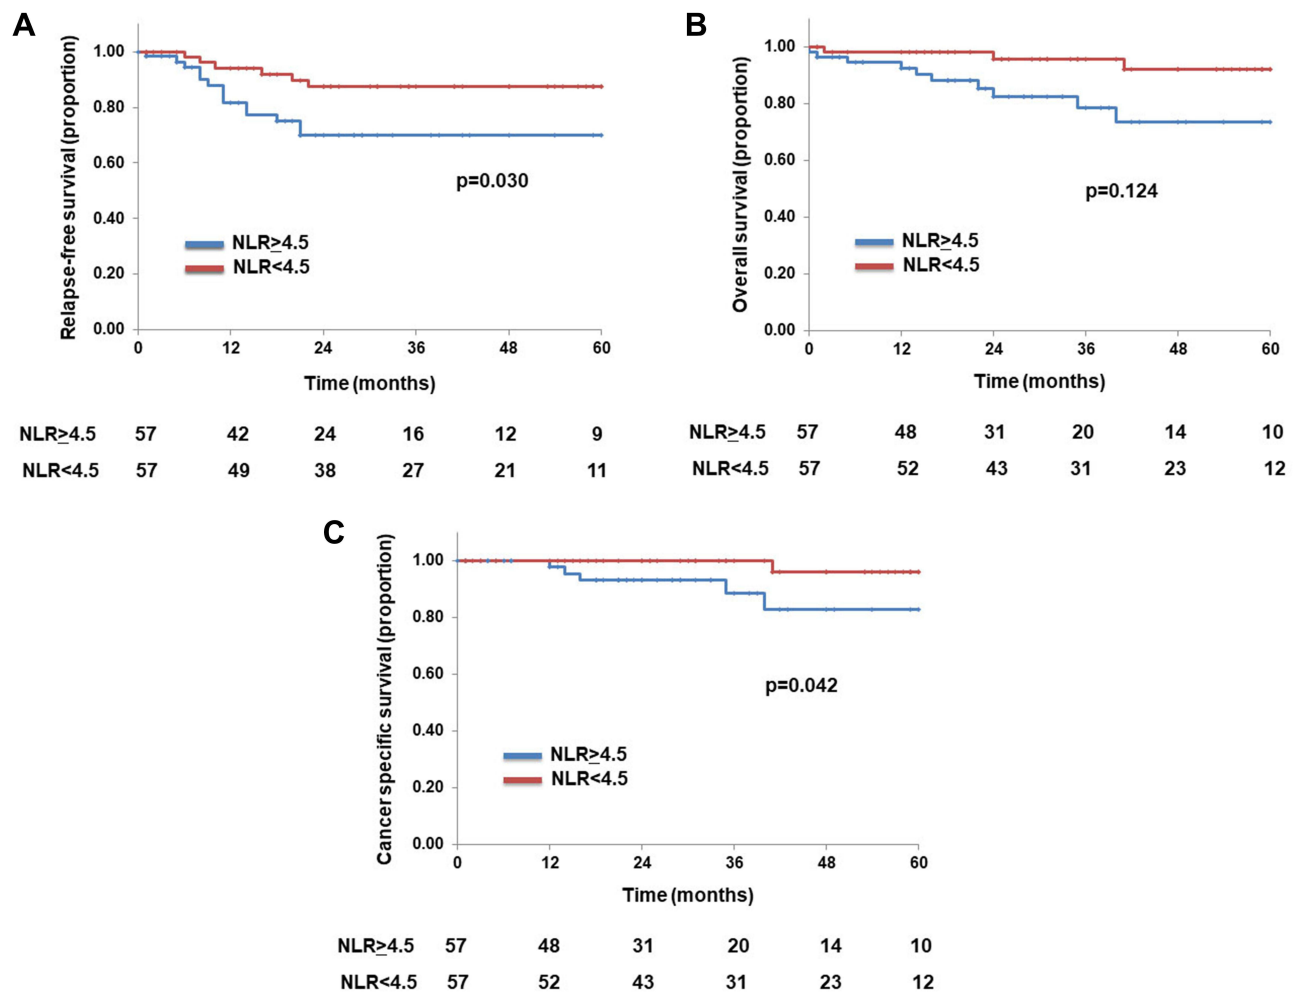 A
Relapse-free survival (proportion)
1.00
0.80
0.60
0.40
0.20
0.00
p=0.030
NLR≥4.5
NLR<4.5
0 12 24 36 48 60
Time (months)
NLR≥4.5 57 42 24 16 12 9
NLR<4.5 57 49 38 27 21 11
B
Overall survival (proportion)
1.00
0.80
0.60
0.40
0.20
0.00
p=0.124
NLR≥4.5
NLR<4.5
0 12 24 36 48 60
Time (months)
NLR≥4.5 57 48 31 20 14 10
NLR<4.5 57 52 43 31 23 12
C
Cancer specific survival (proportion)
1.00
0.80
0.60
0.40
0.20
0.00
p=0.042
NLR≥4.5
NLR<4.5
0 12 24 36 48 60
Time (months)
NLR≥4.5 57 48 31 20 14 10
NLR<4.5 57 52 43 31 23 12